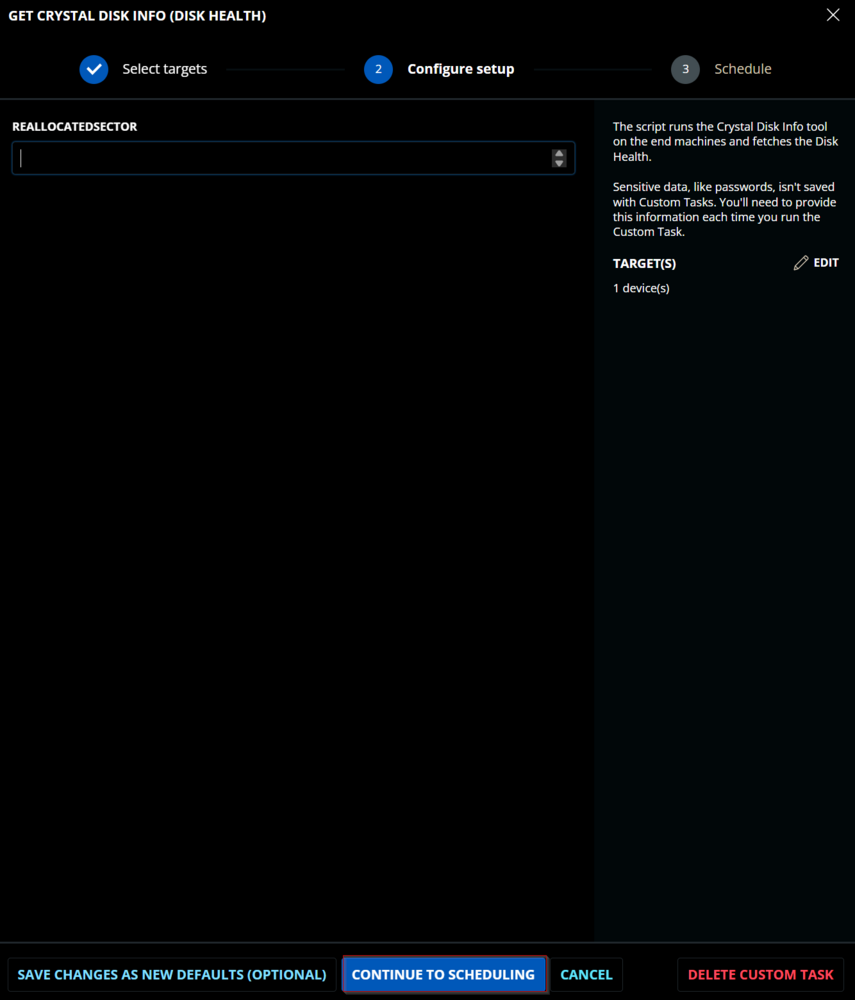 GET CRYSTAL DISK INFO (DISK HEALTH)
Select targets
2
Configure setup
3
Schedule
REALLOCATEDSECTOR
The script runs the Crystal Disk Info tool
on the end machines and fetches the Disk
Health.
Sensitive data, like passwords, isn't saved
with Custom Tasks. You'll need to provide
this information each time you run the
Custom Task.
TARGET(S)
EDIT
1 device(s)
SAVE CHANGES AS NEW DEFAULTS (OPTIONAL)
CONTINUE TO SCHEDULING
CANCEL
DELETE CUSTOM TASK